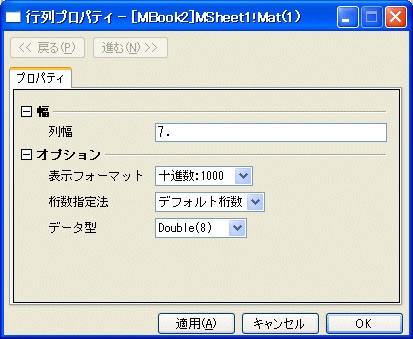 行列プロパティ - [MBook2]MSheet1!Mat(1)
<< 戻る(P) 進む(N) >>
プロパティ
幅
列幅 7.
オプション
表示フォーマット 十進数:1000
桁数指定法 デフォルト桁数
データ型 Double(8)
適用(A) キャンセル OK